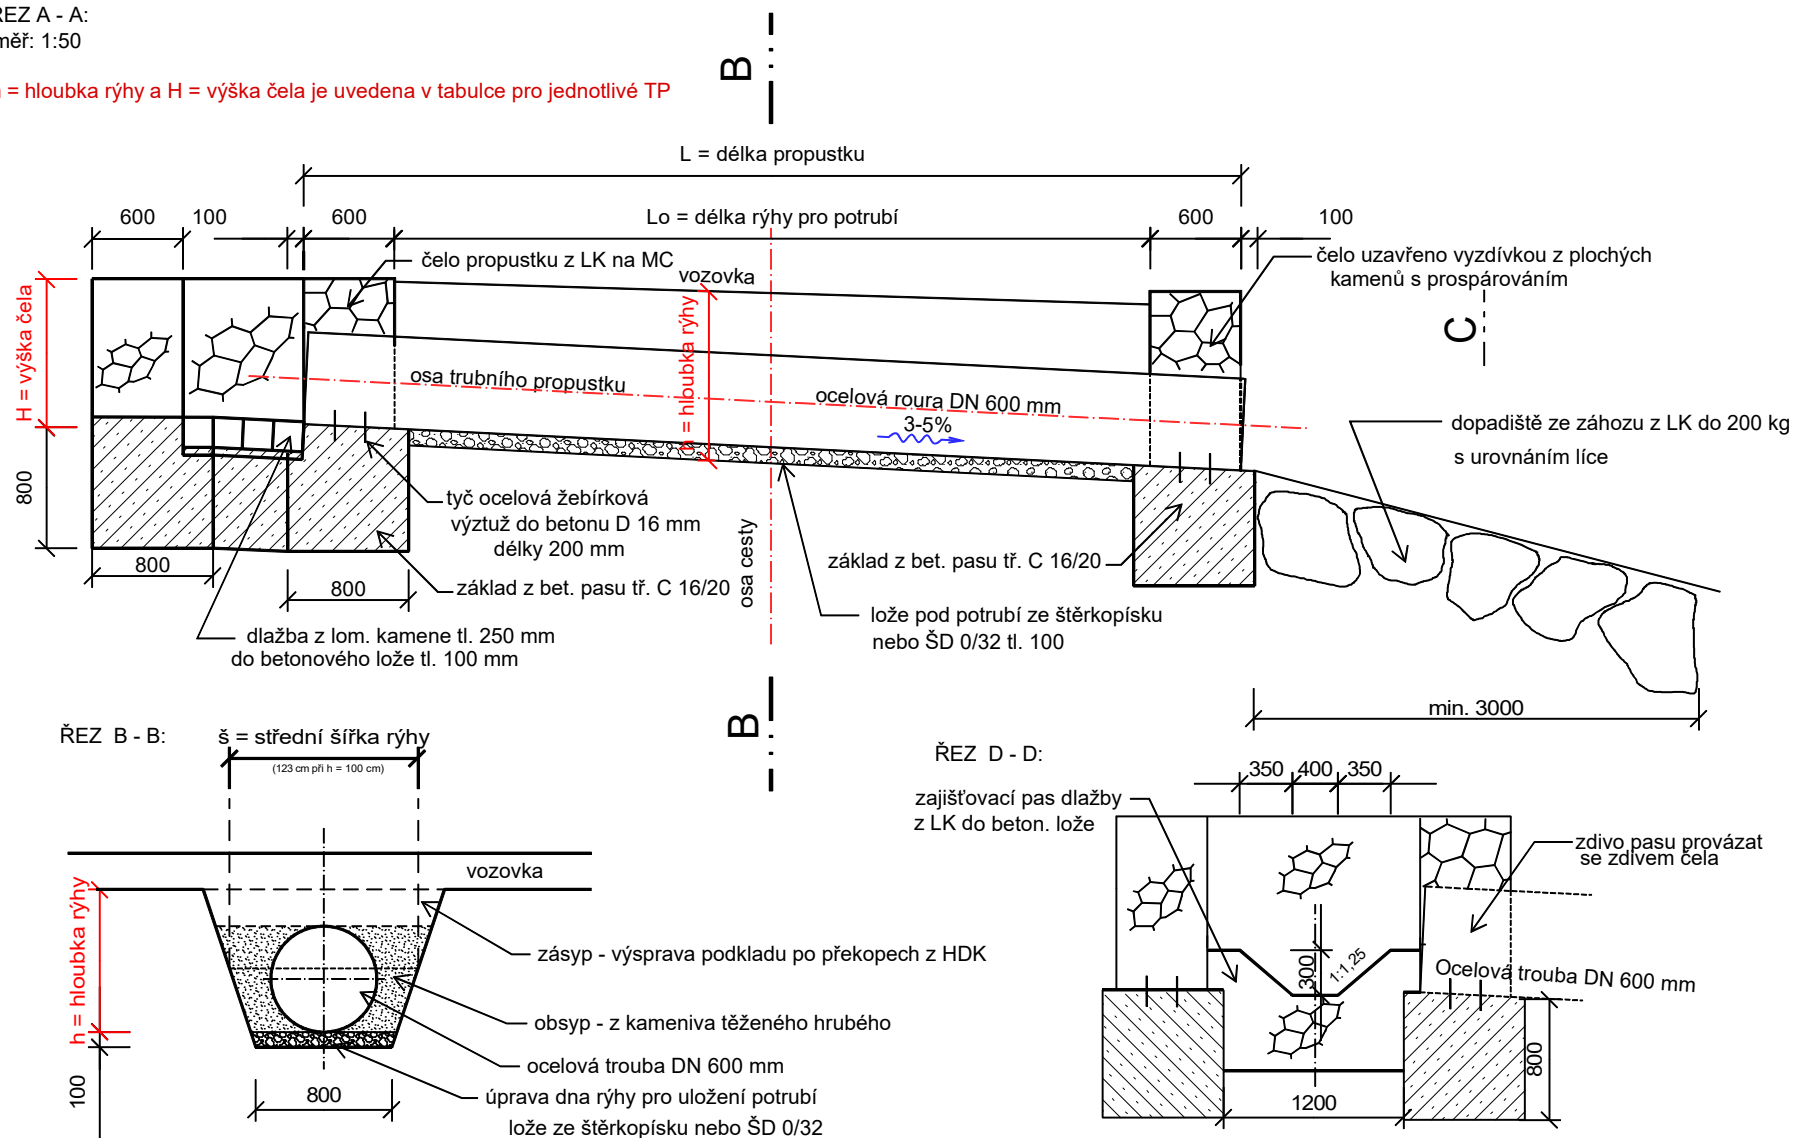 ŘEZ A - A:
měř: 1:50
= hloubka rýhy a H = výška čela je uvedena v tabulce pro jednotlivé TP
B
L = délka propustku
600
100
600
Lo = délka rýhy pro potrubí
600
100
čelo propustku z LK na MC
vozovka
čelo uzavřeno vyzdívkou z plochých
kamenů s prospárováním
C
H = výška čela
h = hloubka rýhy
osa trubního propustku
ocelová roura DN 600 mm
3-5%
dopadiště ze záhozu z LK do 200 kg
s urovnáním líce
800
tyč ocelová žebírková
výztuž do betonu D 16 mm
délky 200 mm
osa cesty
základ z bet. pasu tř. C 16/20
800
800
základ z bet. pasu tř. C 16/20
lože pod potrubí ze štěrkopísku
nebo ŠD 0/32 tl. 100
dlažba z lom. kamene tl. 250 mm
do betonového lože tl. 100 mm
min. 3000
B
ŘEZ B - B:
š = střední šířka rýhy
(123 cm při h = 100 cm)
vozovka
h = hloubka rýhy
zásyp - výsprava podkladu po překopech z HDK
obsyp - z kameniva těženého hrubého
ocelová trouba DN 600 mm
100
800
úprava dna rýhy pro uložení potrubí
lože ze štěrkopísku nebo ŠD 0/32
ŘEZ D - D:
350
400
350
zajišťovací pas dlažby
z LK do beton. lože
zdivo pasu provázat
se zdivem čela
300
1:1,25
Ocelová trouba DN 600 mm
800
1200